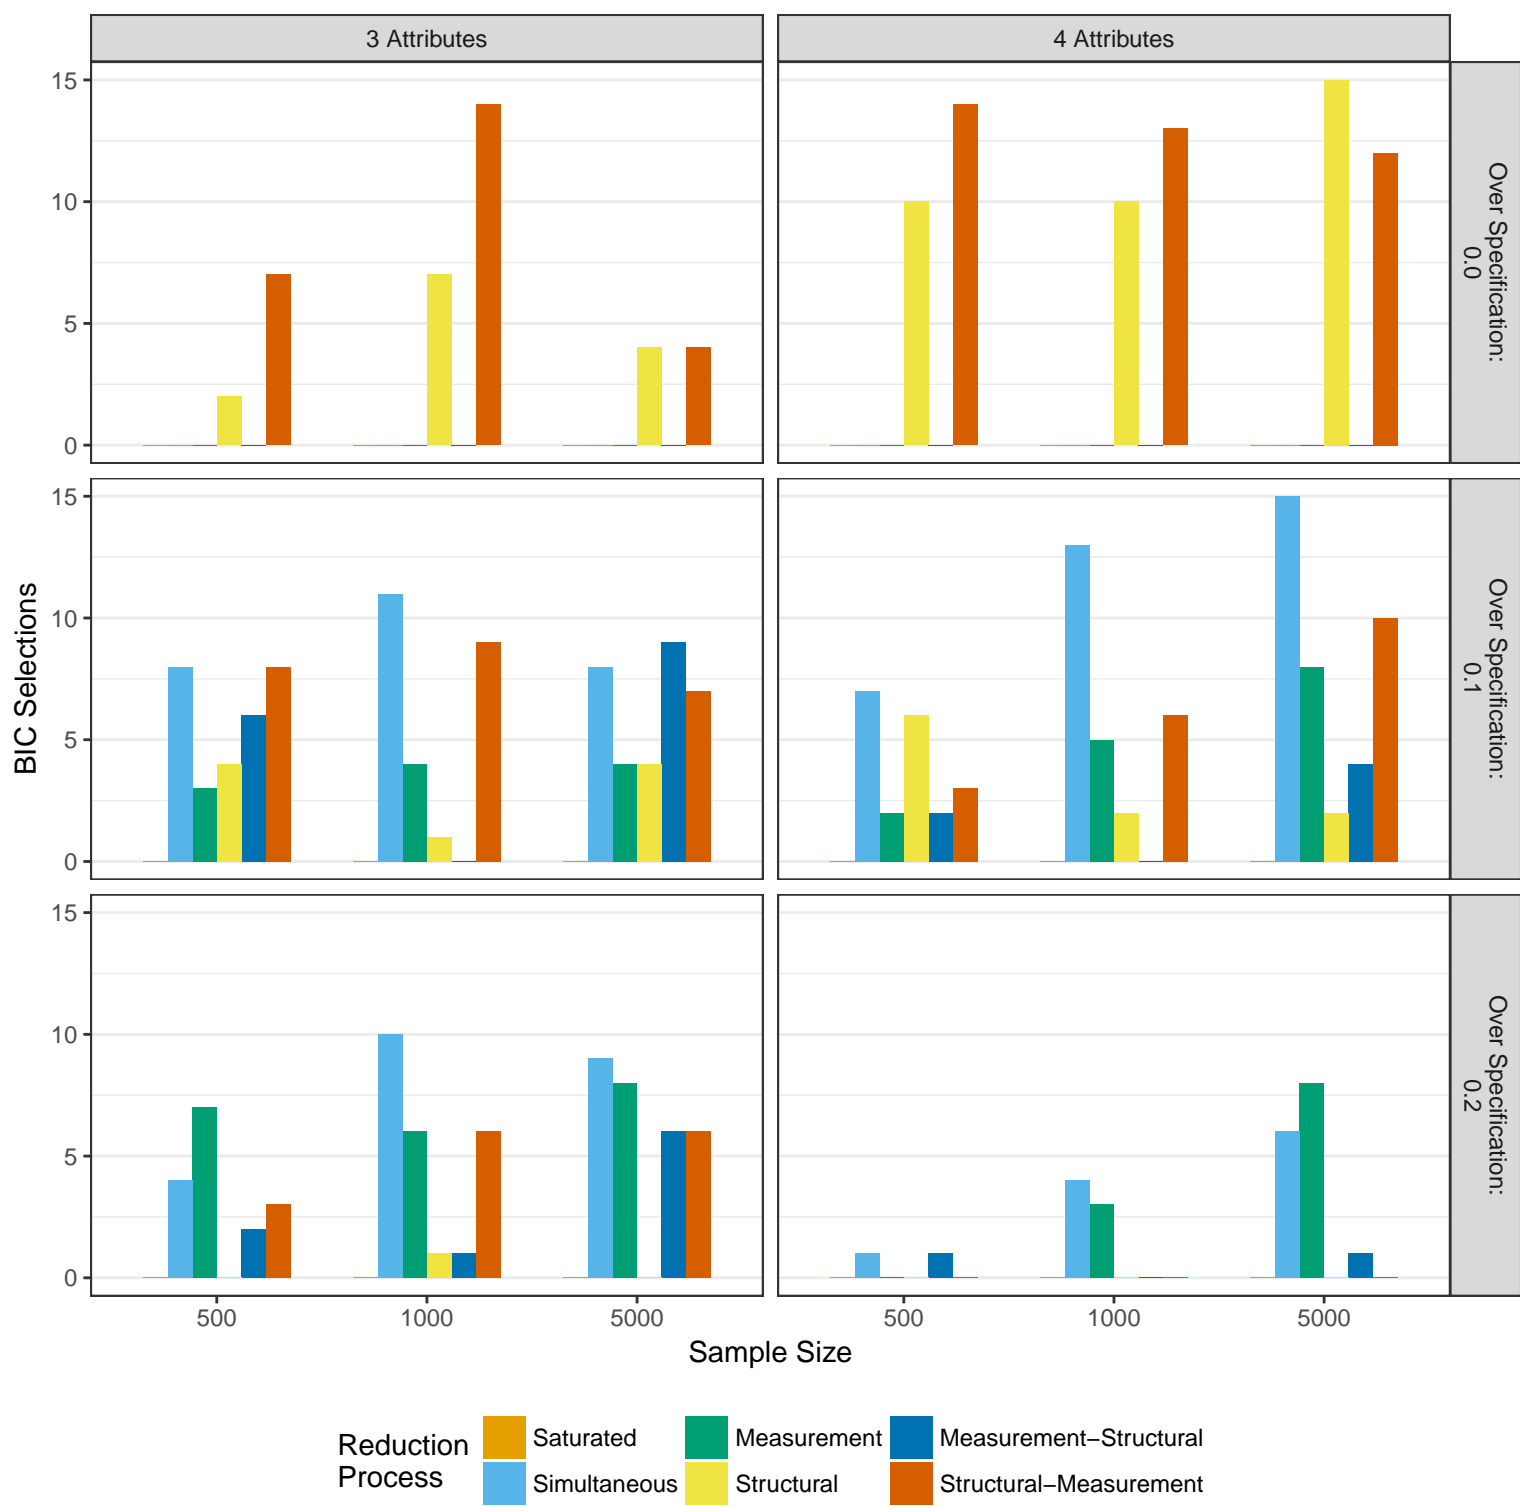 3 Attributes
4 Attributes
15
10
5
0
Over Specification:
0.0
15
10
5
0
Over Specification:
0.1
BIC Selections
15
10
5
0
Over Specification:
0.2
500
1000
5000
500
1000
5000
Sample Size
Reduction
Process
Saturated
Simultaneous
Measurement
Structural
Measurement−Structural
Structural−Measurement